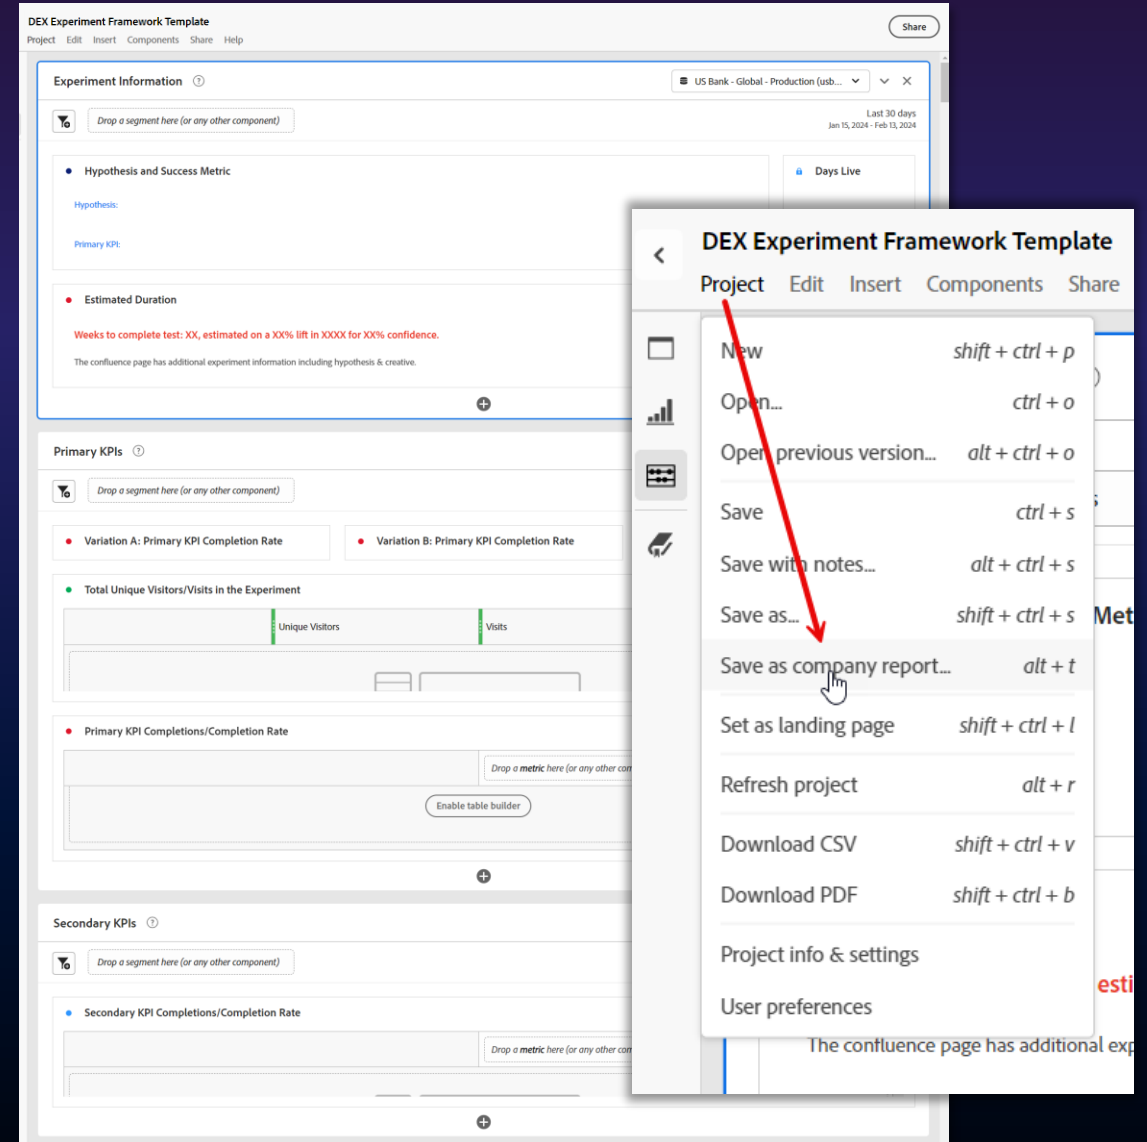 DEX Experiment Framework Template
Share
Project Edit Insert Components Share Help
Experiment Information
US Bank - Global - Production (usb...
Drop a segment here (or any other component)
Last 30 days
Jan 15, 2024 - Feb 13, 2024
Hypothesis and Success Metric
Days Live
Hypothesis:
Primary KPI:
Estimated Duration
Weeks to complete test: XX, estimated on a XX% lift in XXXX for XX% confidence.
The confluence page has additional experiment information including hypothesis & creative.
Primary KPIs
Drop a segment here (or any other component)
Variation A: Primary KPI Completion Rate
Variation B: Primary KPI Completion Rate
Total Unique Visitors/Visits in the Experiment
Unique Visitors
Visits
Primary KPI Completions/Completion Rate
Drop a metric here (or any other con
Enable table builder
Secondary KPIs
Drop a segment here (or any other component)
Secondary KPI Completions/Completion Rate
Drop a metric here (or any other con
DEX Experiment Framework Template
Project Edit Insert Components Share
New shift + ctrl + p
Open... ctrl + o
Open previous version... alt + ctrl + o
Save ctrl + s
Save with notes... alt + ctrl + s
Save as... shift + ctrl + s
Met
Save as company report... alt + t
Set as landing page shift + ctrl + l
Refresh project alt + r
Download CSV shift + ctrl + v
Download PDF shift + ctrl + b
Project info & settings
esti
User preferences
The confluence page has additional exp